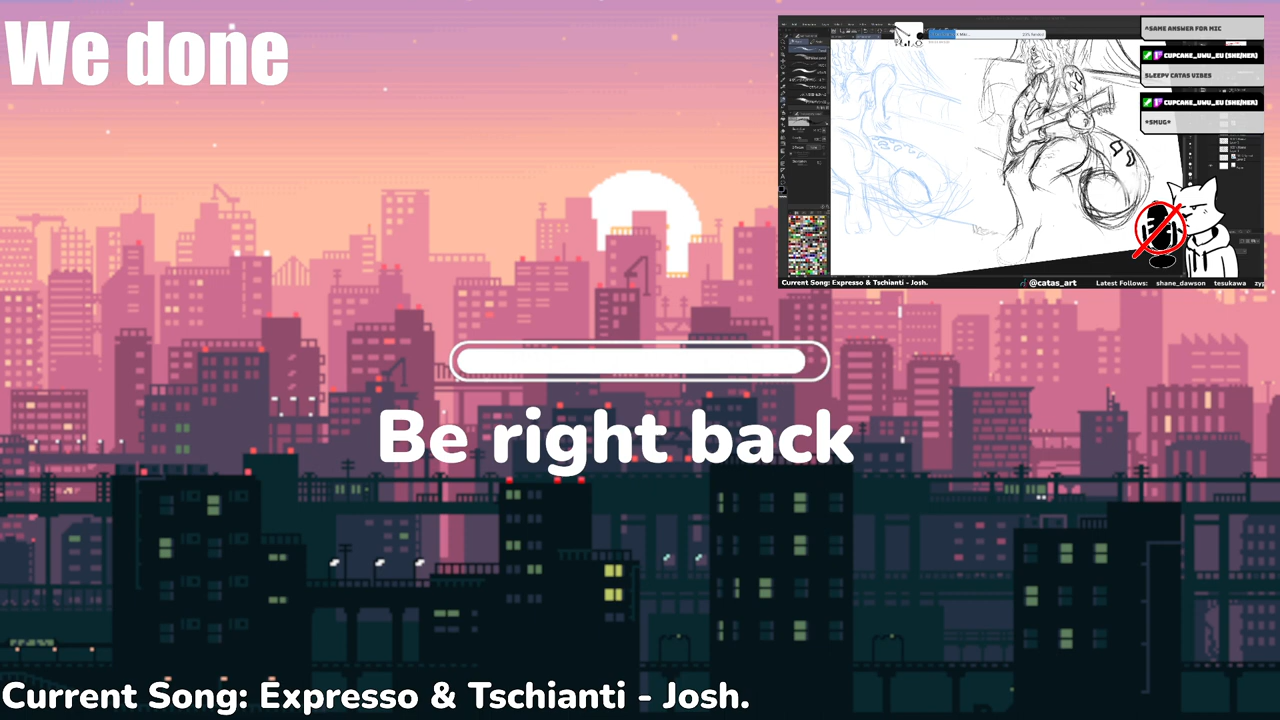 We done
^SAME ANSWER FOR MIC
CUPCAKE_UWU_EU (SHE/HER)
SLEEPY CATAS VIBES
CUPCAKE_UWU_EU (SHE/HER)
*SMUG*
Current Song: Expresso & Tschianti - Josh.
@catas_art
Latest Follows: shane_dawson tesukawa
Be right back
Current Song: Expresso & Tschianti - Josh.